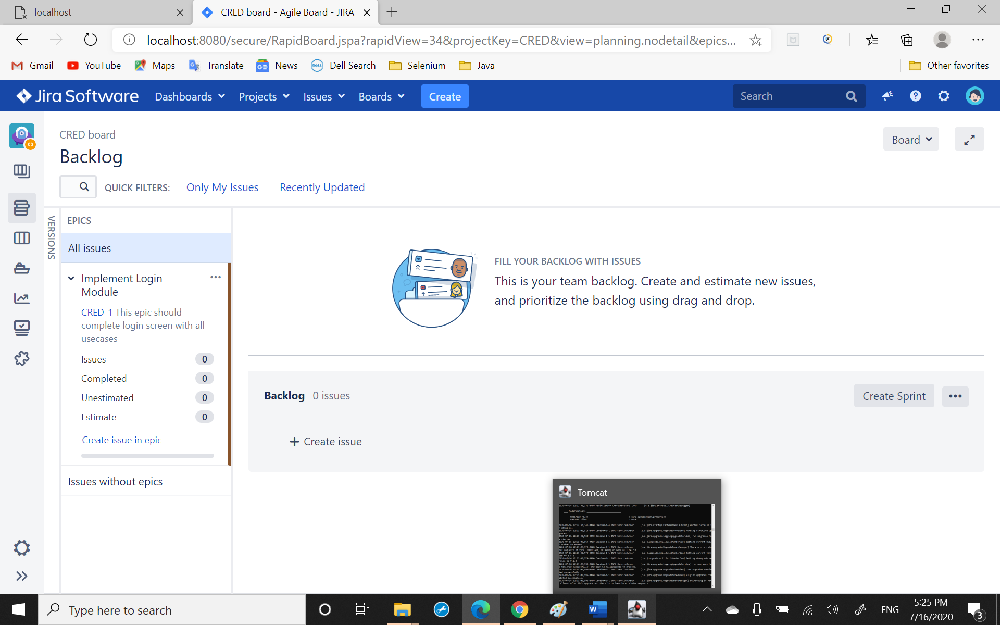 localhost
CRED board - Agile Board - JIRA
localhost:8080/secure/RapidBoard.jspa?rapidView=34&projectKey=CRED&view=planning.nodetail&epics...
Gmail YouTube Maps Translate News Dell Search Selenium Java Other favorites
Jira Software Dashboards Projects Issues Boards Create Search
CRED board
Board
Backlog
QUICK FILTERS: Only My Issues Recently Updated
VERSIONS
EPICS
All issues
Implement Login
Module
CRED-1 This epic should
complete login screen with all
usecases
Issues 0
Completed 0
Unestimated 0
Estimate 0
Create issue in epic
Issues without epics
FILL YOUR BACKLOG WITH ISSUES
This is your team backlog. Create and estimate new issues,
and prioritize the backlog using drag and drop.
Backlog 0 issues
Create Sprint
Create issue
Tomcat
Type here to search
ENG
5:25 PM
7/16/2020
3